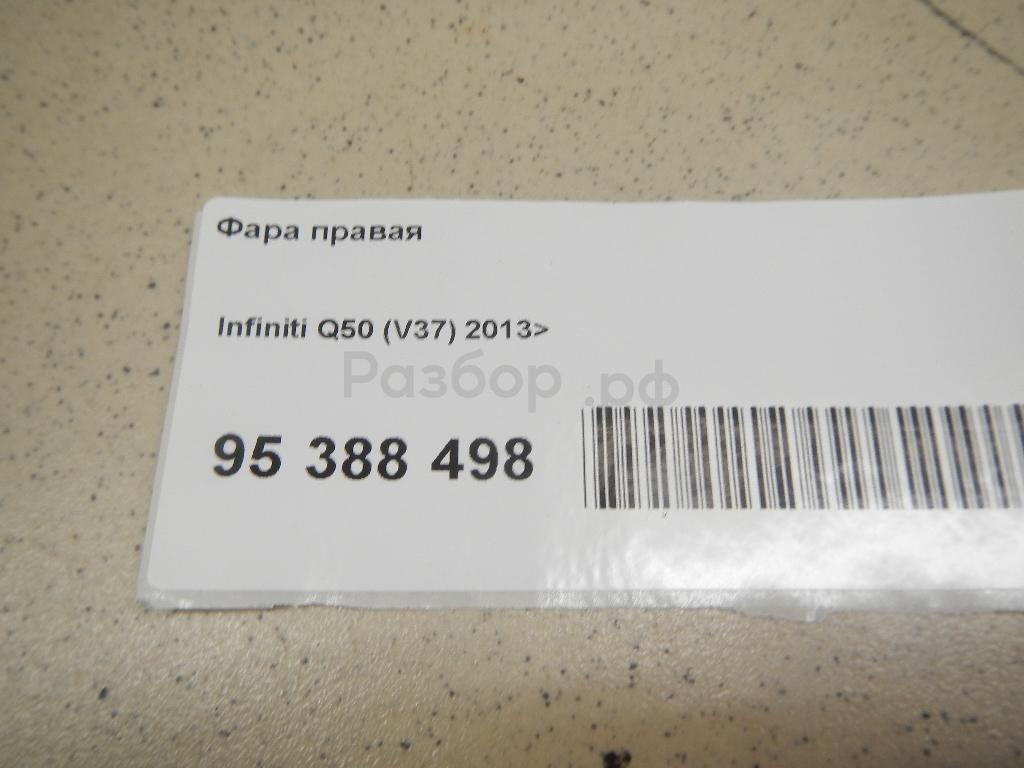 Фара правая
Infiniti Q50 (V37) 2013>
Разбор.рф
95 388 498